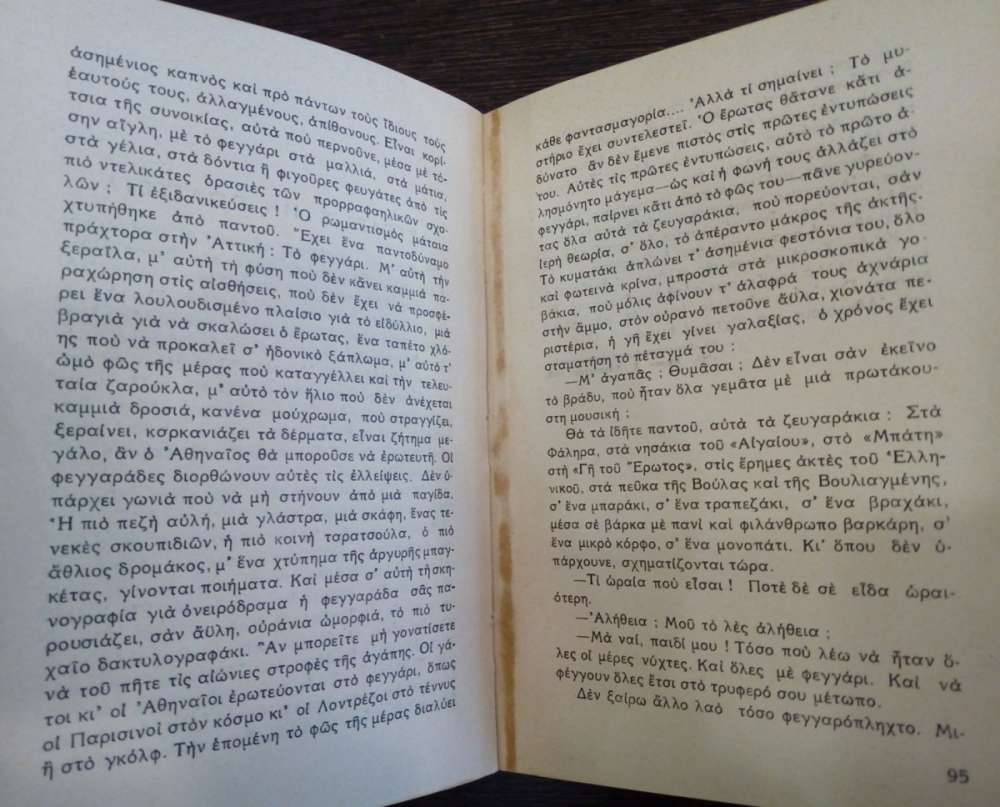 ἀσημένιος καπνὸς καὶ πρὸ πάντων τοὺς ἴδιους τοὺς
ἑαυτούς τους, ἀλλαγμένους, ἀπίθανους. Εἶναι κορί-
τσια τῆς συνοικίας, αὐτὰ ποὺ περνοῦνε, μέσα μὲ τό-
σην αἴγλη, μὲ τὸ φεγγάρι στὰ μαλλιά, στὰ μάτια,
στὰ γέλια, στὰ δόντια ἢ φιγοῦρες φευγάτες ἀπὸ τὶς
πιὸ ντελικάτες ὁρασιὲς τῶν προρραφαηλικῶν σχο-
λῶν ; Τί ἐξιδανικεύσεις ! Ὁ ρωμαντισμὸς μάταια
χτυπήθηκε ἀπὸ παντοῦ. Ἔχει ἕνα παντοδύναμο
πράχτορα στὴν Ἀττική : Τὸ φεγγάρι. Μ' αὐτὴ τὴν
ξεραΐλα, μ' αὐτὴ τὴ φύση ποὺ δὲν κάνει καμμιὰ πα-
ραχώρηση στὶς αἰσθήσεις, ποὺ δὲν ἔχει νὰ προσφέ-
ρει ἕνα λουλουδισμένο πλαίσιο γιὰ τὸ εἰδύλλιο, μιὰ
βραγιὰ γιὰ νὰ σκαλώσει ὁ ἔρωτας, ἕνα ταπέτο χλό-
ης ποὺ νὰ προκαλεῖ σ' ἡδονικὸ ξάπλωμα, μ' αὐτὸ τ'
ὠμὸ φῶς τῆς μέρας ποὺ καταγγέλλει καὶ τὴν τελευ-
ταία ζαρούκλα, μ' αὐτὸ τὸν ἥλιο ποὺ δὲν ἀνέχεται
καμμιὰ δροσιά, κανένα μούχρωμα, ποὺ στραγγίζει,
ξεραίνει, καρκανιάζει τὰ δέρματα, εἶναι ζήτημα με-
γάλο, ἂν ὁ Ἀθηναῖος θὰ μποροῦσε νὰ ἐρωτευτῆ. Οἱ
φεγγαράδες διορθώνουν αὐτὲς τὶς ἐλλείψεις. Δὲν ὑ-
πάρχει γωνιὰ ποὺ νὰ μὴ στήνουν ἀπὸ μιὰ παγίδα.
Ἡ πιὸ πεζὴ αὐλή, μιὰ γλάστρα, μιὰ σκάφη, ἕνας τε-
νεκὲς σκουπιδιῶν, ἡ πιὸ κοινὴ ταρατσούλα, ὁ πιὸ
ἄθλιος δρομάκος, μ' ἕνα χτύπημα τῆς ἀργυρῆς μπαγ-
κέτας, γίνονται ποιήματα. Καὶ μέσα σ' αὐτὴ τὴ σκη-
νογραφία γιὰ ὀνειρόδραμα ἡ φεγγαράδα σᾶς πα-
ρουσιάζει, σὰν ἄϋλη, οὐράνια ὠμορφιά, τὸ πιὸ τυ-
χαῖο δακτυλογραφάκι. Ἂν μπορεῖτε μὴ γονατίσετε
νὰ τοῦ πῆτε τὶς αἰώνιες στροφὲς τῆς ἀγάπης. Οἱ γά-
τοι κι' οἱ Ἀθηναῖοι ἐρωτεύονται στὸ φεγγάρι, ὅπως
οἱ Παρισινοὶ στὸν κόσμο κι' οἱ Λοντρέζοι στὸ τέννυς
ἢ στὸ γκόλφ. Τὴν ἑπομένη τὸ φῶς τῆς μέρας διαλύει
κάθε φαντασμαγορία.... Ἀλλὰ τί σημαίνει ; Τὸ μυ-
στήριο ἔχει συντελεστεῖ. Ὁ ἔρωτας θἄτανε κἄτι ἀ-
δύνατο ἂν δὲν ἔμενε πιστὸς στὶς πρῶτες ἐντυπώσεις
του. Αὐτὲς τὶς πρῶτες ἐντυπώσεις, αὐτὸ τὸ πρῶτο ἀ-
λησμόνητο μάγεμα—ὡς καὶ ἡ φωνή τους ἀλλάζει στὸ
φεγγάρι, παίρνει κἄτι ἀπὸ τὸ φῶς του—πᾶνε γυρεύον-
τας ὅλα αὐτὰ τὰ ζευγαράκια, ποὺ πορεύονται, σὰν
ἱερὴ θεωρία, σ' ὅλο, τὸ ἀπέραντο μάκρος τῆς ἀκτῆς.
Τὸ κυματάκι ἁπλώνει τ' ἀσημένια φεστόνια του, ὅλο
καὶ φωτεινὰ κρίνα, μπροστὰ στὰ μικροσκοπικὰ γο-
βάκια, ποὺ μόλις ἀφίνουν τ' ἀλαφρά τους ἀχνάρια
στὴν ἄμμο, στὸν οὐρανὸ πετοῦνε ἄϋλα, χιονάτα πε-
ριστέρια, ἡ γῆ ἔχει γίνει γαλαξίας, ὁ χρόνος ἔχει
σταματήση τὸ πέταγμά του :
—Μ' ἀγαπᾶς ; Θυμᾶσαι ; Δὲν εἶναι σὰν ἐκεῖνο
τὸ βράδυ, ποὺ ἦταν ὅλα γεμᾶτα μὲ μιὰ πρωτάκου-
στη μουσική ;
Θὰ τὰ ἰδῆτε παντοῦ, αὐτὰ τὰ ζευγαράκια : Στὰ
Φάληρα, στὰ νησάκια τοῦ «Αἰγαίου», στὸ «Μπάτη»
στὴ «Γῆ τοῦ Ἔρωτος», στὶς ἔρημες ἀκτὲς τοῦ Ἑλλη-
νικοῦ, στὰ πεῦκα τῆς Βούλας καὶ τῆς Βουλιαγμένης,
σ' ἕνα μπαράκι, σ' ἕνα τραπεζάκι, σ' ἕνα βραχάκι,
μέσα σὲ βάρκα μὲ πανὶ καὶ φιλάνθρωπο βαρκάρη, σ'
ἕνα μικρὸ κόρφο, σ' ἕνα μονοπάτι. Κι' ὅπου δὲν ὑ-
πάρχουνε, σχηματίζονται τώρα.
—Τί ὡραία ποὺ εἶσαι ! Ποτὲ δὲ σὲ εἶδα ὡραι-
ότερη.
—Ἀλήθεια ; Μοῦ τὸ λὲς ἀλήθεια ;
—Μὰ ναί, παιδί μου ! Τόσο ποὺ λέω νὰ ἦταν ὅ-
λες οἱ μέρες νύχτες. Καὶ ὅλες μὲ φεγγάρι. Καὶ νὰ
φέγγουν ὅλες ἔτσι στὸ τρυφερό σου μέτωπο.
Δὲν ξαίρω ἄλλο λαὸ τόσο φεγγαρόπληχτο. Μι-
95